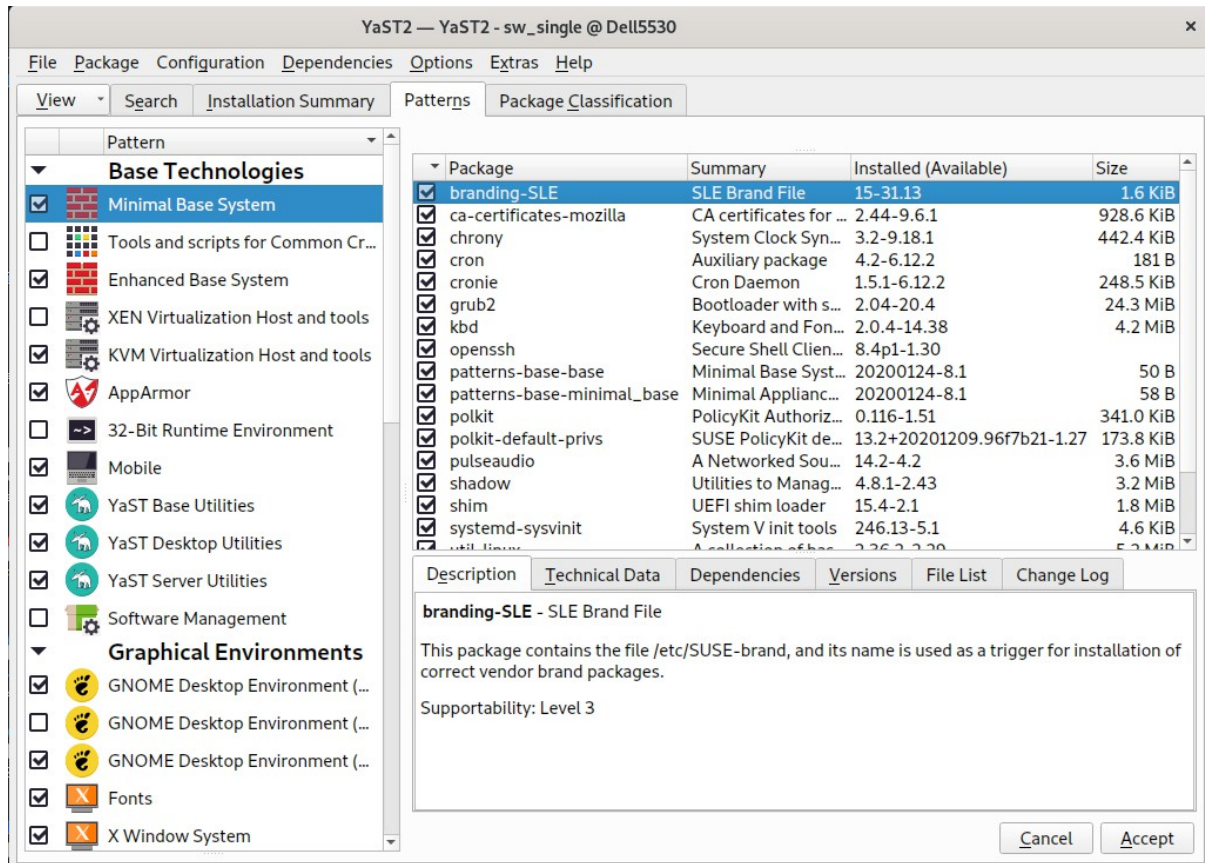 YaST2 — YaST2 - sw_single @ Dell5530 ×
File Package Configuration Dependencies Options Extras Help
View Search Installation Summary Patterns Package Classification
Pattern
Base Technologies
Minimal Base System
Tools and scripts for Common Cr...
Enhanced Base System
XEN Virtualization Host and tools
KVM Virtualization Host and tools
AppArmor
32-Bit Runtime Environment
Mobile
YaST Base Utilities
YaST Desktop Utilities
YaST Server Utilities
Software Management
Graphical Environments
GNOME Desktop Environment (...
GNOME Desktop Environment (...
GNOME Desktop Environment (...
Fonts
X Window System
Package Summary Installed (Available) Size
branding-SLE SLE Brand File 15-31.13 1.6 KiB
ca-certificates-mozilla CA certificates for ... 2.44-9.6.1 928.6 KiB
chrony System Clock Syn... 3.2-9.18.1 442.4 KiB
cron Auxiliary package 4.2-6.12.2 181 B
cronie Cron Daemon 1.5.1-6.12.2 248.5 KiB
grub2 Bootloader with s... 2.04-20.4 24.3 MiB
kbd Keyboard and Fon... 2.0.4-14.38 4.2 MiB
openssh Secure Shell Clien... 8.4p1-1.30
patterns-base-base Minimal Base Syst... 20200124-8.1 50 B
patterns-base-minimal_base Minimal Applianc... 20200124-8.1 58 B
polkit PolicyKit Authoriz... 0.116-1.51 341.0 KiB
polkit-default-privs SUSE PolicyKit de... 13.2+20201209.96f7b21-1.27 173.8 KiB
pulseaudio A Networked Sou... 14.2-4.2 3.6 MiB
shadow Utilities to Manag... 4.8.1-2.43 3.2 MiB
shim UEFI shim loader 15.4-2.1 1.8 MiB
systemd-sysvinit System V init tools 246.13-5.1 4.6 KiB
util-linux A collection of bas...
Description Technical Data Dependencies Versions File List Change Log
branding-SLE - SLE Brand File
This package contains the file /etc/SUSE-brand, and its name is used as a trigger for installation of
correct vendor brand packages.
Supportability: Level 3
Cancel Accept